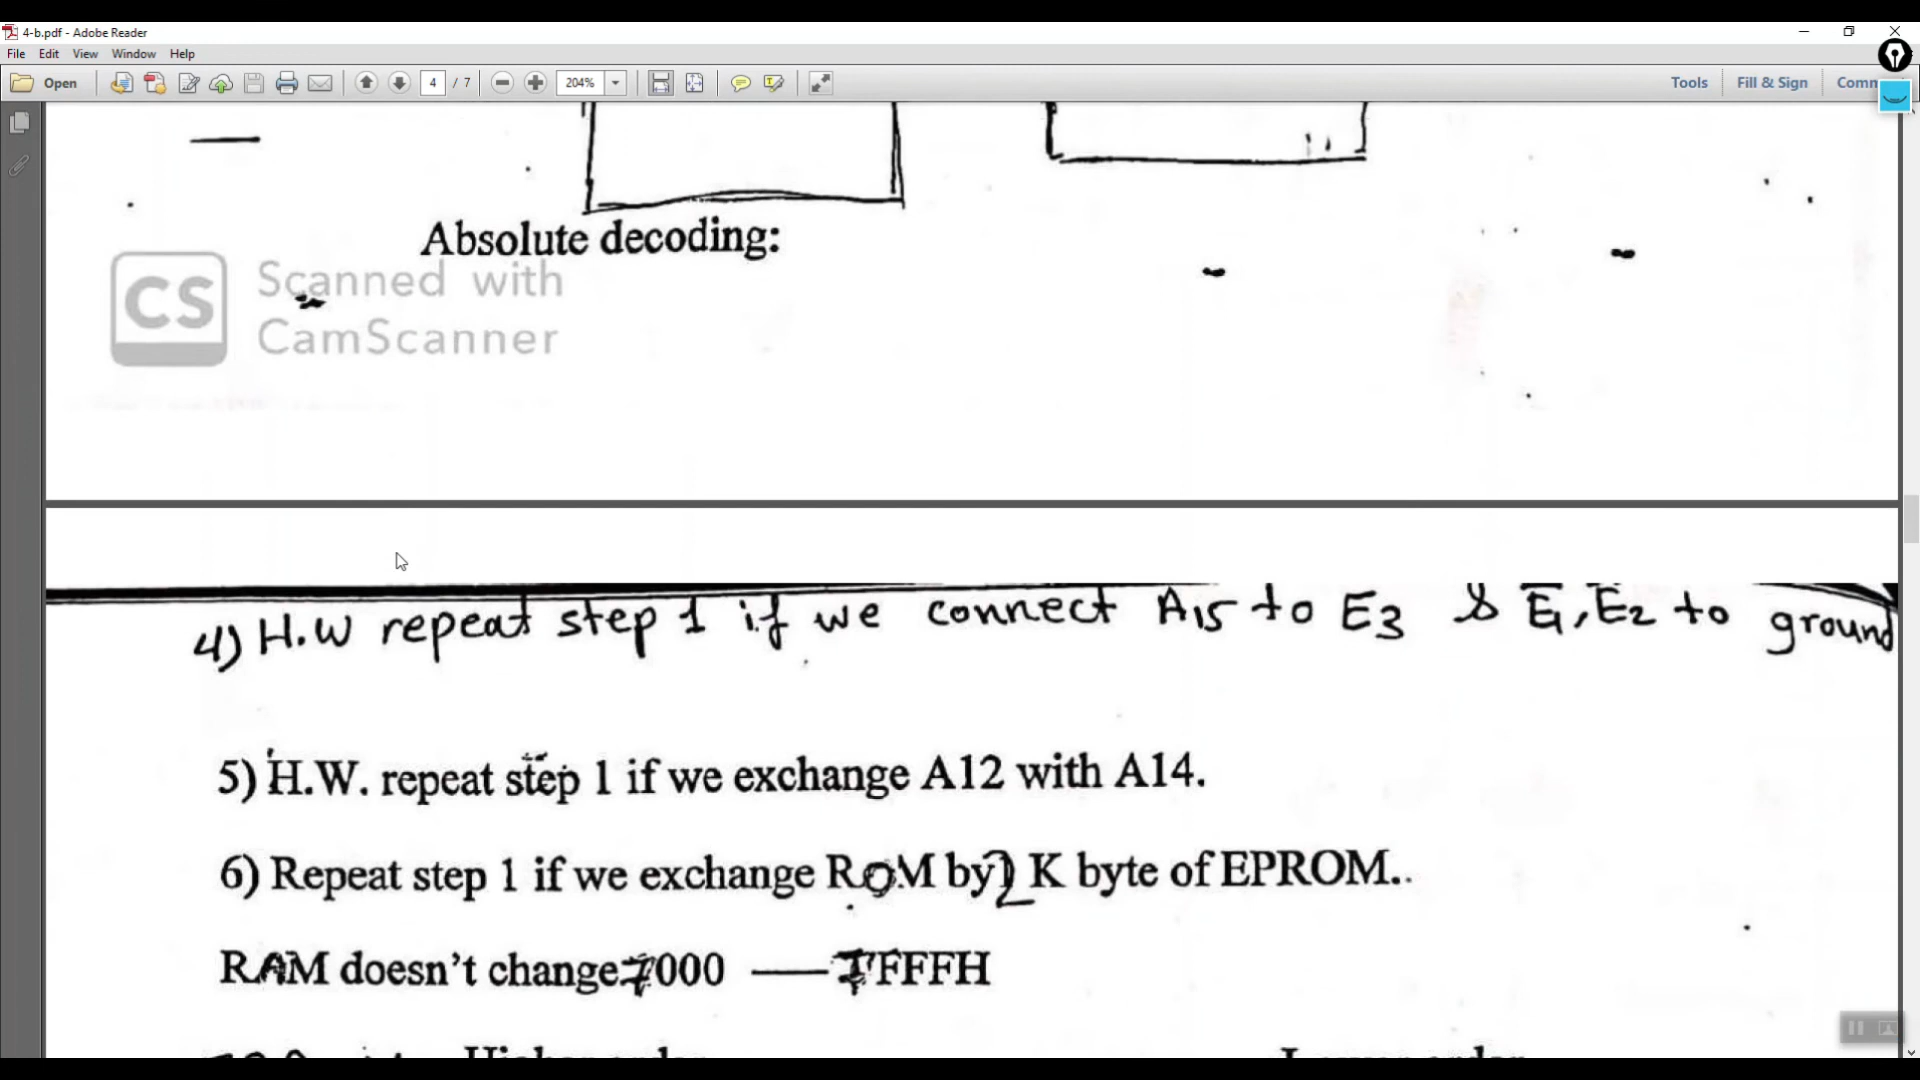 4-b.pdf - Adobe Reader
File Edit View Window Help
Open 4 / 7 204% Tools Fill & Sign
Absolute decoding:
CS Scanned with
CamScanner
4) H.W repeat step 1 if we connect A15 to E3 & E̅1, E̅2 to ground
5) H.W. repeat step 1 if we exchange A12 with A14.
6) Repeat step 1 if we exchange ROM by 2 K byte of EPROM..
RAM doesn't change 7000 — 7FFFH